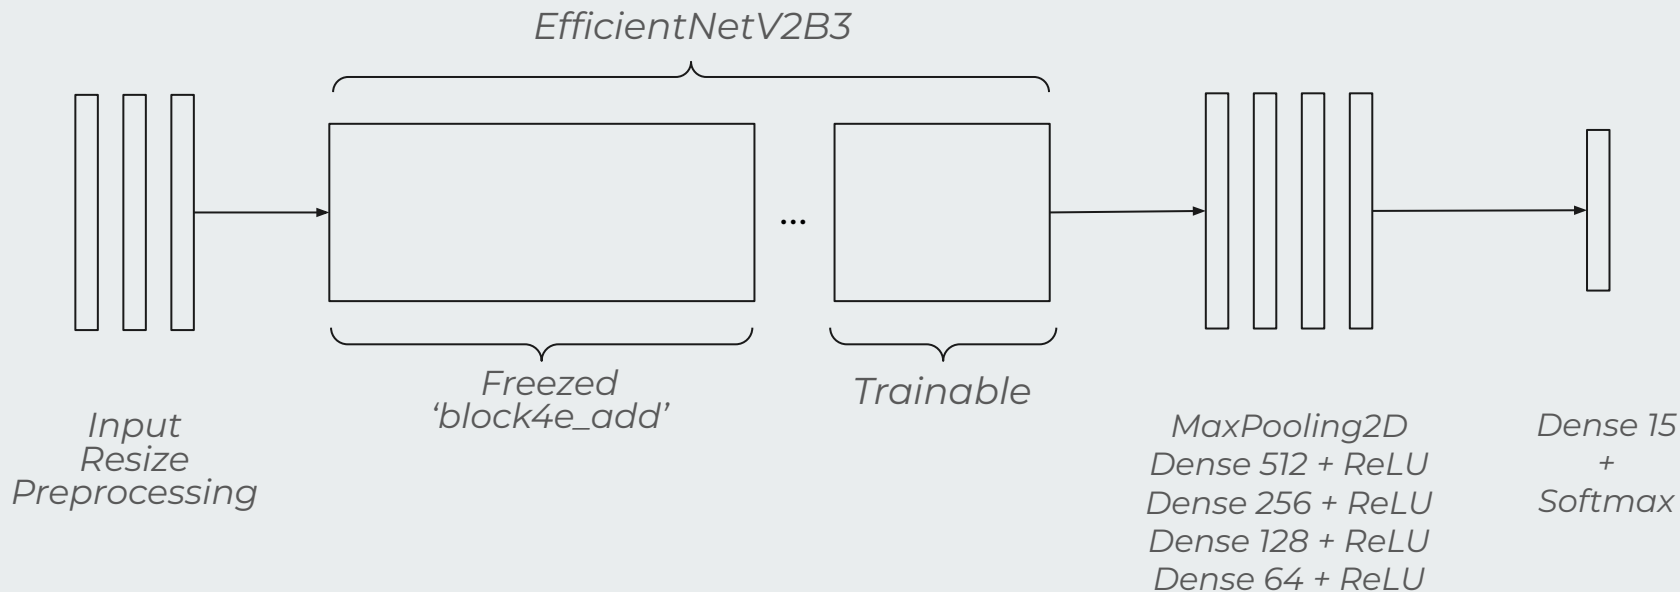 EfficientNetV2B3
...
Input
Resize
Preprocessing
Freezed
‘block4e_add’
Trainable
MaxPooling2D
Dense 512 + ReLU
Dense 256 + ReLU
Dense 128 + ReLU
Dense 64 + ReLU
Dense 15
+
Softmax